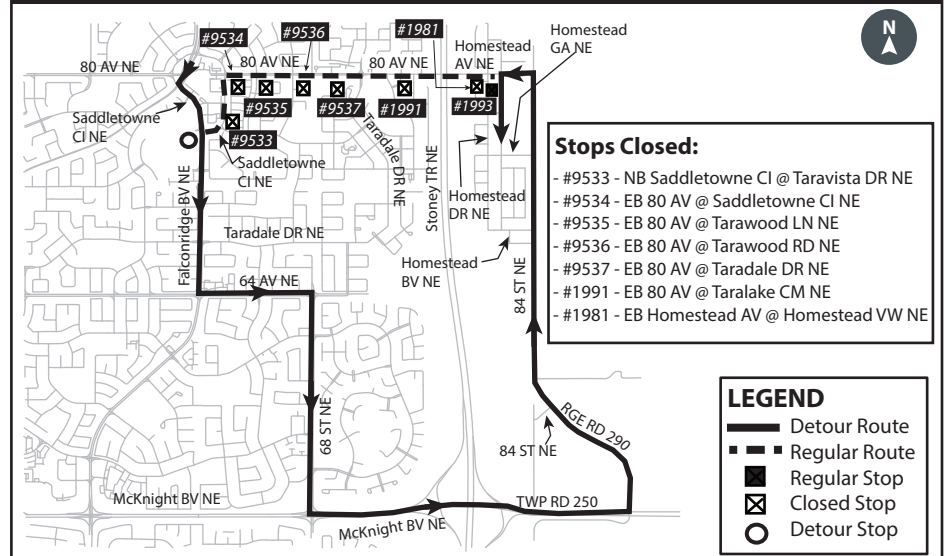 N
#9534
#9536
#1981
Homestead
GA NE
Homestead
AV NE
80 AV NE
80 AV NE
80 AV NE
#9535
#9537
#1991
#1993
Saddletowne
CI NE
#9533
Saddletowne
CI NE
Taradale DR NE
Stoney TR NE
Homestead
DR NE
Falconridge BV NE
Taradale DR NE
Homestead
BV NE
84 ST NE
64 AV NE
68 ST NE
RGE RD 290
84 ST NE
McKnight BV NE
McKnight BV NE
TWP RD 250
Stops Closed:
- #9533 - NB Saddletowne CI @ Taravista DR NE
- #9534 - EB 80 AV @ Saddletowne CI NE
- #9535 - EB 80 AV @ Tarawood LN NE
- #9536 - EB 80 AV @ Tarawood RD NE
- #9537 - EB 80 AV @ Taradale DR NE
- #1991 - EB 80 AV @ Taralake CM NE
- #1981 - EB Homestead AV @ Homestead VW NE
LEGEND
Detour Route
Regular Route
Regular Stop
Closed Stop
Detour Stop